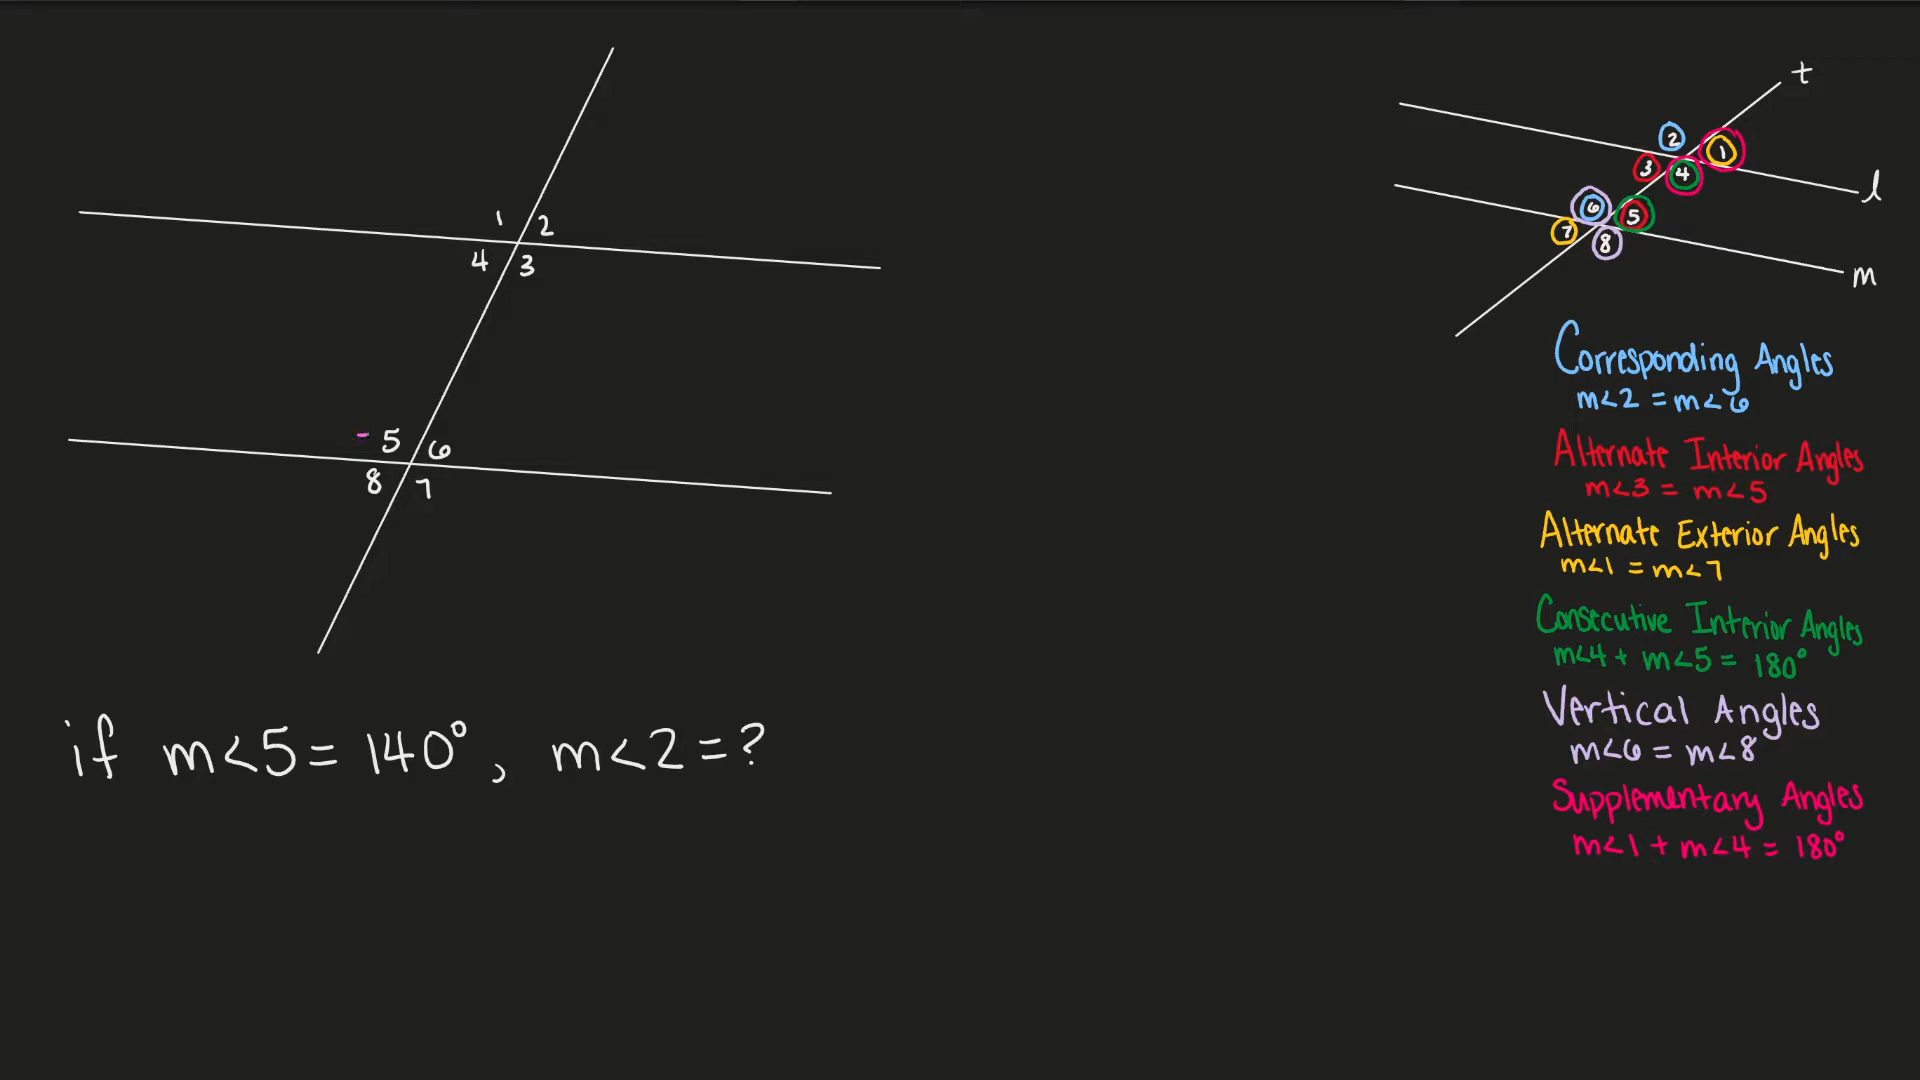 1 2
4 3
5 6
8 7
if m<5 = 140°, m<2 = ?
t
2 1
3 4
l
6 5
7 8
m
Corresponding Angles
m<2 = m<6
Alternate Interior Angles
m<3 = m<5
Alternate Exterior Angles
m<1 = m<7
Consecutive Interior Angles
m<4 + m<5 = 180°
Vertical Angles
m<6 = m<8
Supplementary Angles
m<1 + m<4 = 180°